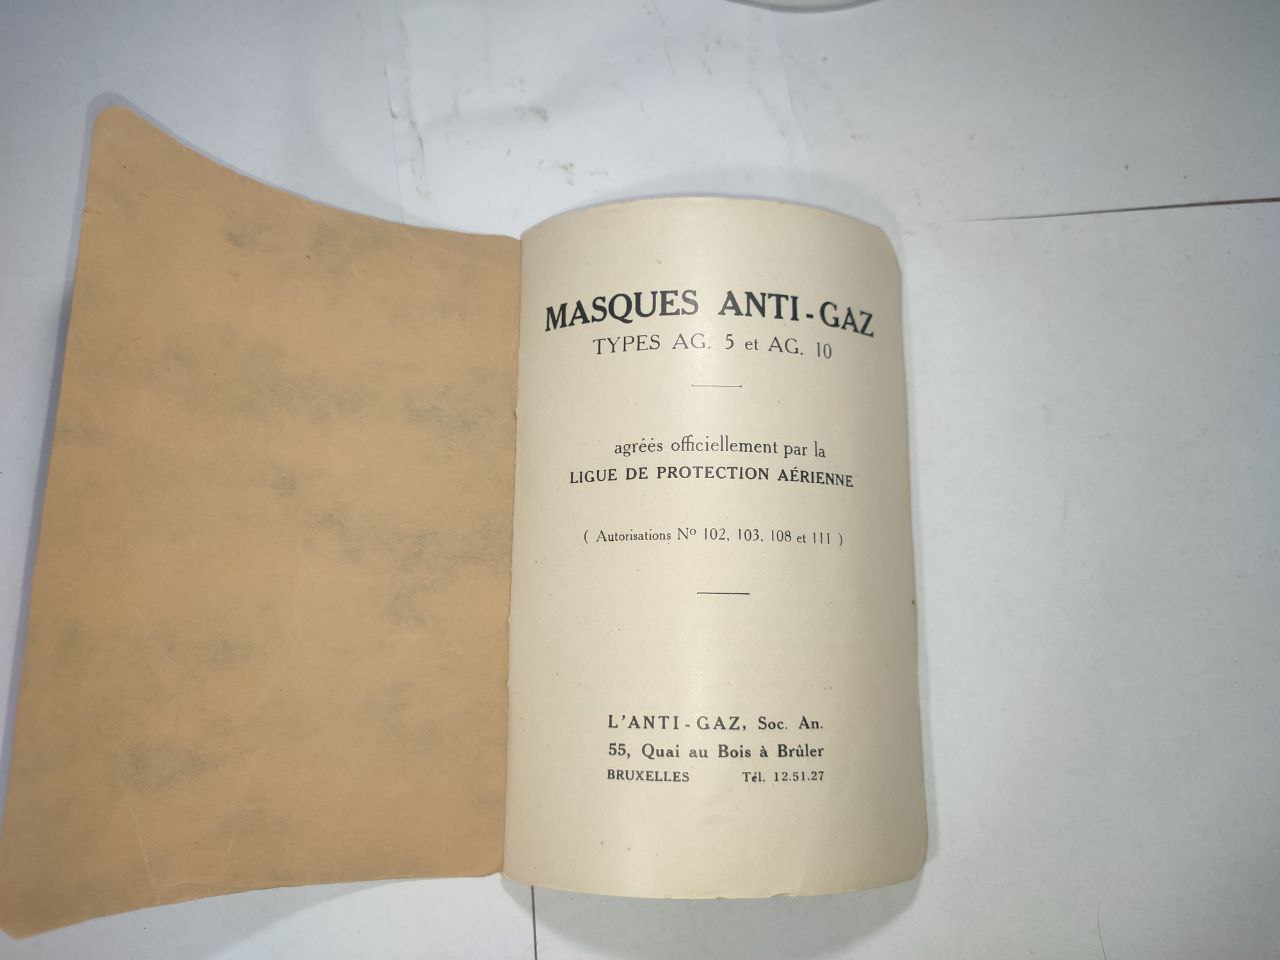 MASQUES ANTI-GAZ
TYPES AG. 5 et AG. 10
agréés officiellement par la
LIGUE DE PROTECTION AÉRIENNE
( Autorisations Nº 102, 103, 108 et 111 )
L'ANTI-GAZ, Soc. An.
55, Quai au Bois à Brûler
BRUXELLES Tél. 12.51.27